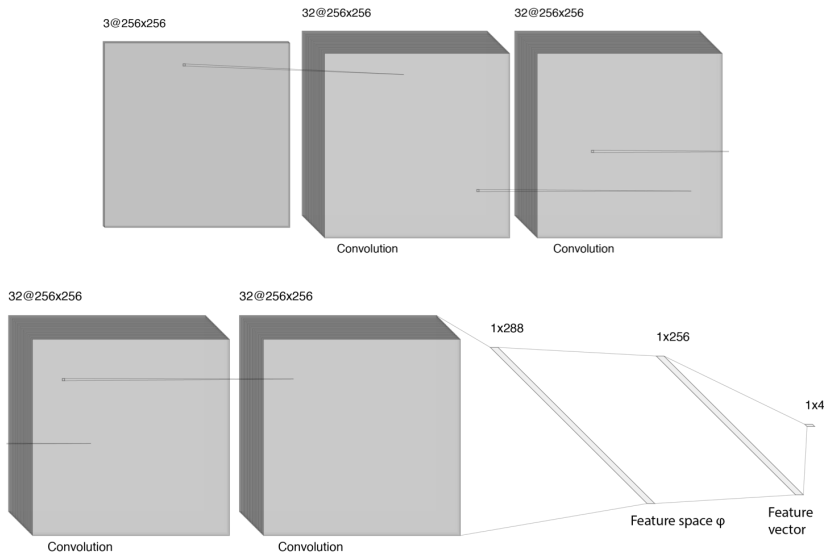 3@256x256
32@256x256
32@256x256
Convolution
Convolution
32@256x256
32@256x256
1x288
1x256
1x4
Feature space φ
Feature
vector
Convolution
Convolution